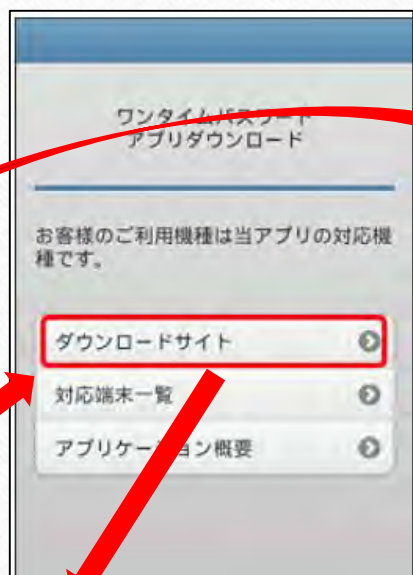 ワンタイムパスワード
アプリダウンロード
お客様のご利用機種は当アプリの対応機
種です。
ダウンロードサイト
対応端末一覧
アプリケーション概要